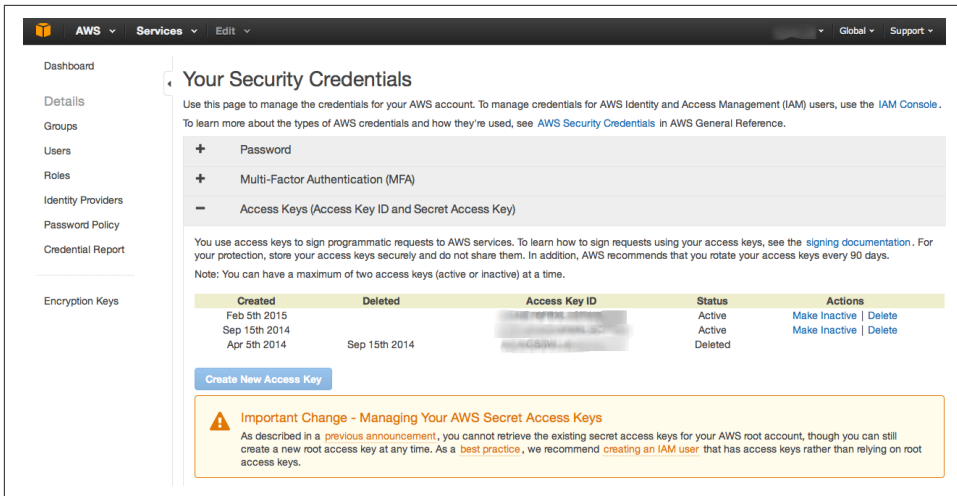 AWS Services Edit Global Support
Dashboard
Details
Groups
Users
Roles
Identity Providers
Password Policy
Credential Report
Encryption Keys
Your Security Credentials
Use this page to manage the credentials for your AWS account. To manage credentials for AWS Identity and Access Management (IAM) users, use the IAM Console.
To learn more about the types of AWS credentials and how they're used, see AWS Security Credentials in AWS General Reference.
+ Password
+ Multi-Factor Authentication (MFA)
− Access Keys (Access Key ID and Secret Access Key)
You use access keys to sign programmatic requests to AWS services. To learn how to sign requests using your access keys, see the signing documentation. For
your protection, store your access keys securely and do not share them. In addition, AWS recommends that you rotate your access keys every 90 days.
Note: You can have a maximum of two access keys (active or inactive) at a time.
Created Deleted Access Key ID Status Actions
Feb 5th 2015 Active Make Inactive | Delete
Sep 15th 2014 Active Make Inactive | Delete
Apr 5th 2014 Sep 15th 2014 Deleted
Create New Access Key
Important Change - Managing Your AWS Secret Access Keys
As described in a previous announcement, you cannot retrieve the existing secret access keys for your AWS root account, though you can still
create a new root access key at any time. As a best practice, we recommend creating an IAM user that has access keys rather than relying on root
access keys.